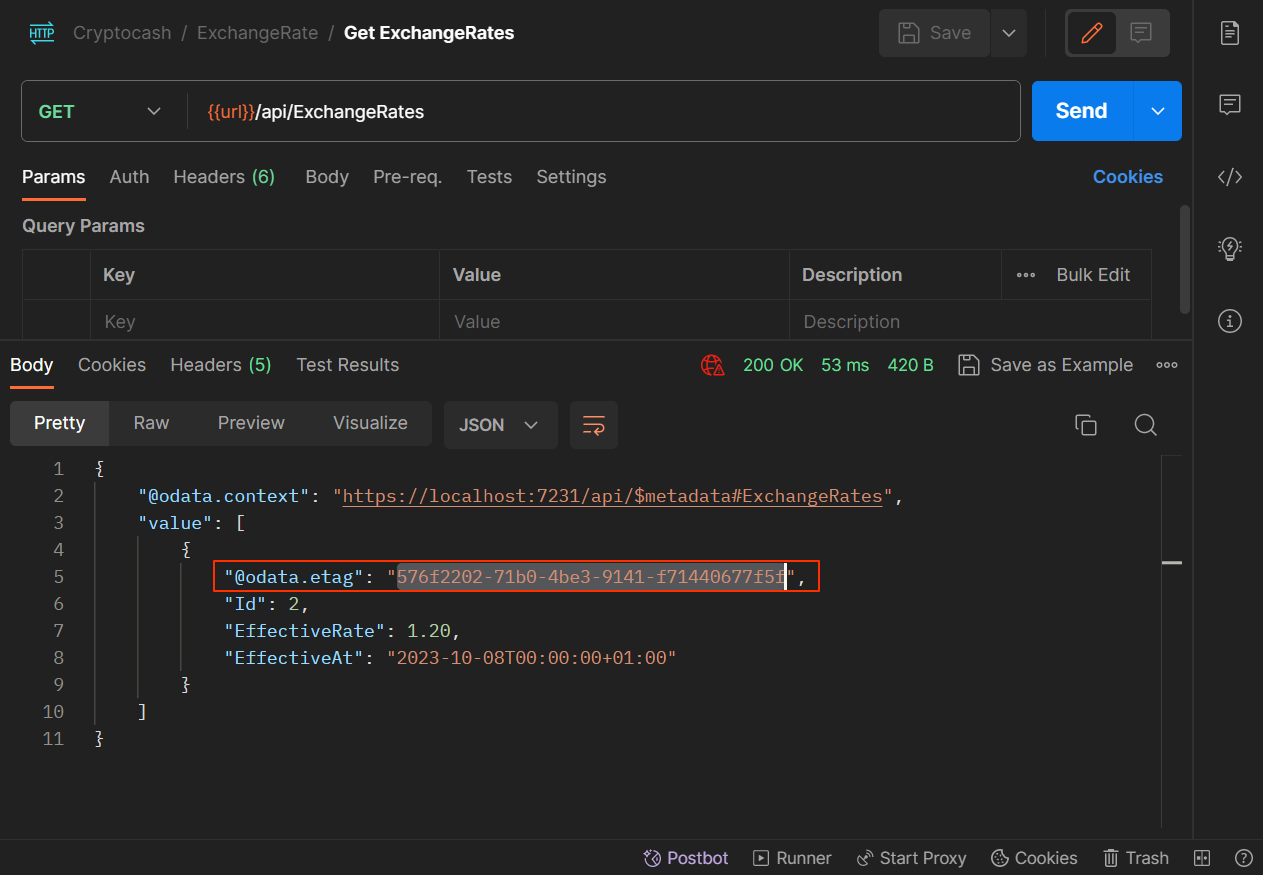 HTTP Cryptocash / ExchangeRate / Get ExchangeRates Save
GET {{url}}/api/ExchangeRates Send
Params Auth Headers (6) Body Pre-req. Tests Settings Cookies
Query Params
Key Value Description Bulk Edit
Key Value Description
Body Cookies Headers (5) Test Results 200 OK 53 ms 420 B Save as Example
Pretty Raw Preview Visualize JSON
1 {
2 "@odata.context": "https://localhost:7231/api/$metadata#ExchangeRates",
3 "value": [
4 {
5 "@odata.etag": "576f2202-71b0-4be3-9141-f71440677f5f",
6 "Id": 2,
7 "EffectiveRate": 1.20,
8 "EffectiveAt": "2023-10-08T00:00:00+01:00"
9 }
10 ]
11 }
Postbot Runner Start Proxy Cookies Trash